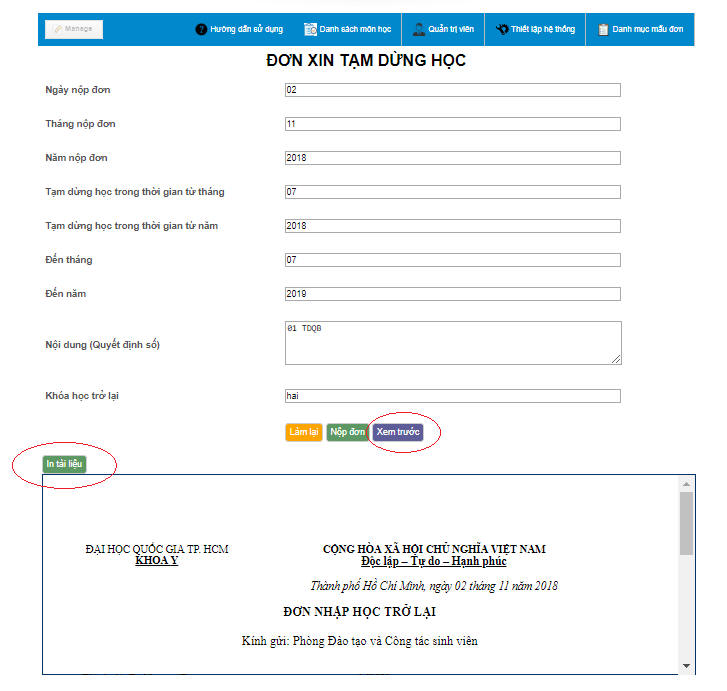 Manage
Hướng dẫn sử dụng
Danh sách môn học
Quản trị viên
Thiết lập hệ thống
Danh mục mẫu đơn
ĐƠN XIN TẠM DỪNG HỌC
Ngày nộp đơn 02
Tháng nộp đơn 11
Năm nộp đơn 2018
Tạm dừng học trong thời gian từ tháng 07
Tạm dừng học trong thời gian từ năm 2018
Đến tháng 07
Đến năm 2019
Nội dung (Quyết định số) 01 TDQB
Khóa học trở lại hai
Làm lại Nộp đơn Xem trước
In tài liệu
ĐẠI HỌC QUỐC GIA TP. HCM
KHOA Y
CỘNG HÒA XÃ HỘI CHỦ NGHĨA VIỆT NAM
Độc lập – Tự do – Hạnh phúc
Thành phố Hồ Chí Minh, ngày 02 tháng 11 năm 2018
ĐƠN NHẬP HỌC TRỞ LẠI
Kính gửi: Phòng Đào tạo và Công tác sinh viên